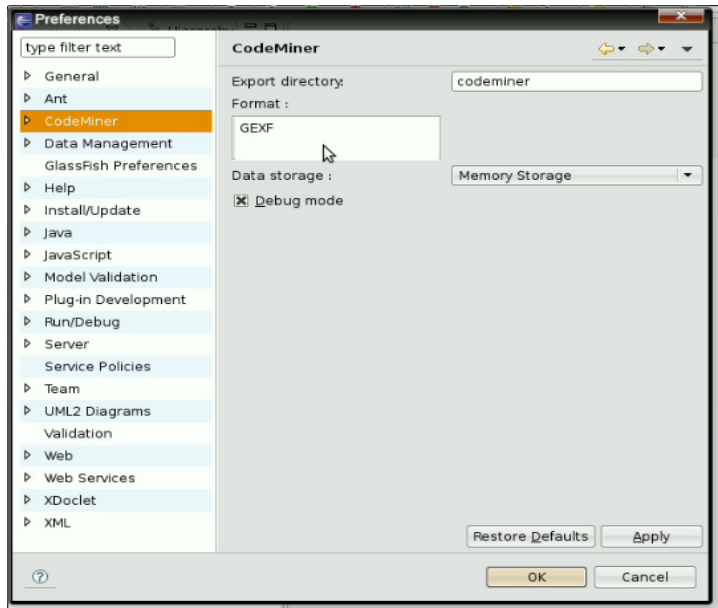 Preferences
type filter text
General
Ant
CodeMiner
Data Management
GlassFish Preferences
Help
Install/Update
Java
JavaScript
Model Validation
Plug-in Development
Run/Debug
Server
Service Policies
Team
UML2 Diagrams
Validation
Web
Web Services
XDoclet
XML
CodeMiner
Export directory: codeminer
Format :
GEXF
Data storage : Memory Storage
Debug mode
Restore Defaults Apply
OK Cancel